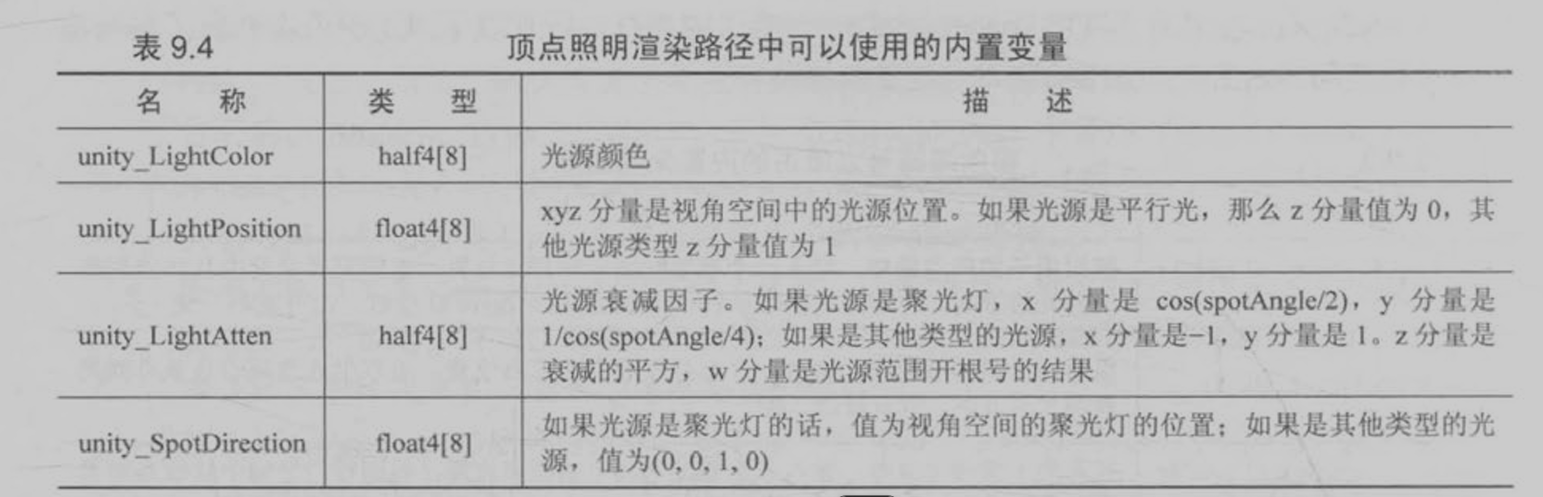 表 9.4 顶点照明渲染路径中可以使用的内置变量
名 称 类 型 描 述
unity_LightColor half4[8] 光源颜色
unity_LightPosition float4[8] xyz 分量是视角空间中的光源位置。如果光源是平行光，那么 z 分量值为 0，其
他光源类型 z 分量值为 1
unity_LightAtten half4[8] 光源衰减因子。如果光源是聚光灯，x 分量是 cos(spotAngle/2)，y 分量是
1/cos(spotAngle/4)；如果是其他类型的光源，x 分量是−1，y 分量是 1。z 分量是
衰减的平方，w 分量是光源范围开根号的结果
unity_SpotDirection float4[8] 如果光源是聚光灯的话，值为视角空间的聚光灯的位置；如果是其他类型的光
源，值为(0, 0, 1, 0)